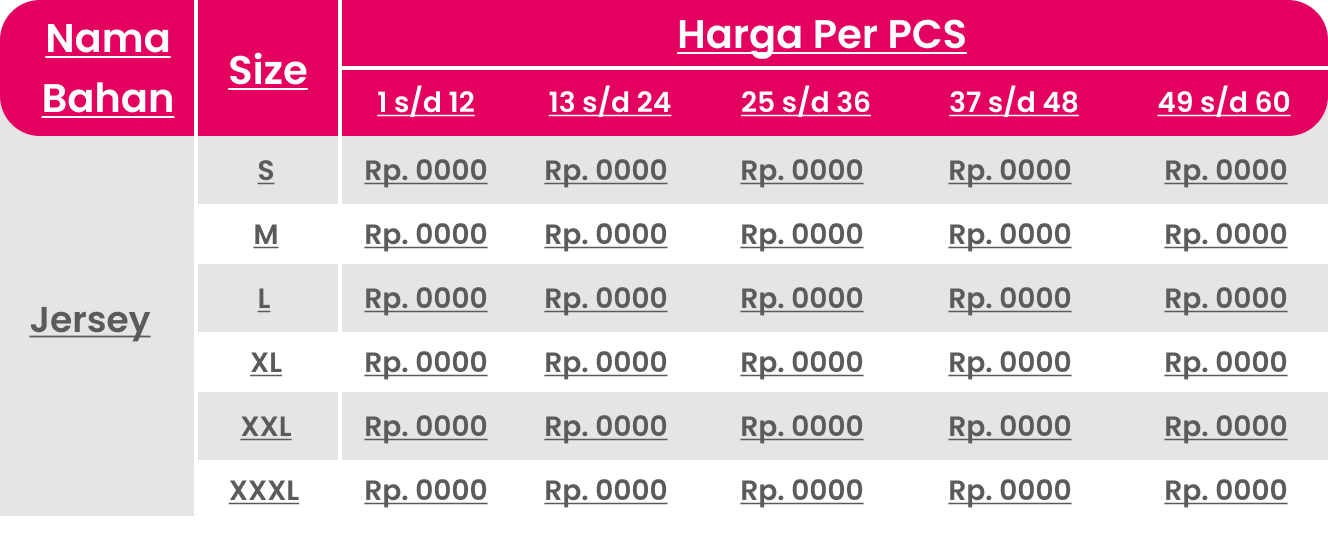 Nama
Bahan
Size
Harga Per PCS
1 s/d 12 13 s/d 24 25 s/d 36 37 s/d 48 49 s/d 60
S Rp. 0000 Rp. 0000 Rp. 0000 Rp. 0000 Rp. 0000
M Rp. 0000 Rp. 0000 Rp. 0000 Rp. 0000 Rp. 0000
L Rp. 0000 Rp. 0000 Rp. 0000 Rp. 0000 Rp. 0000
Jersey
XL Rp. 0000 Rp. 0000 Rp. 0000 Rp. 0000 Rp. 0000
XXL Rp. 0000 Rp. 0000 Rp. 0000 Rp. 0000 Rp. 0000
XXXL Rp. 0000 Rp. 0000 Rp. 0000 Rp. 0000 Rp. 0000